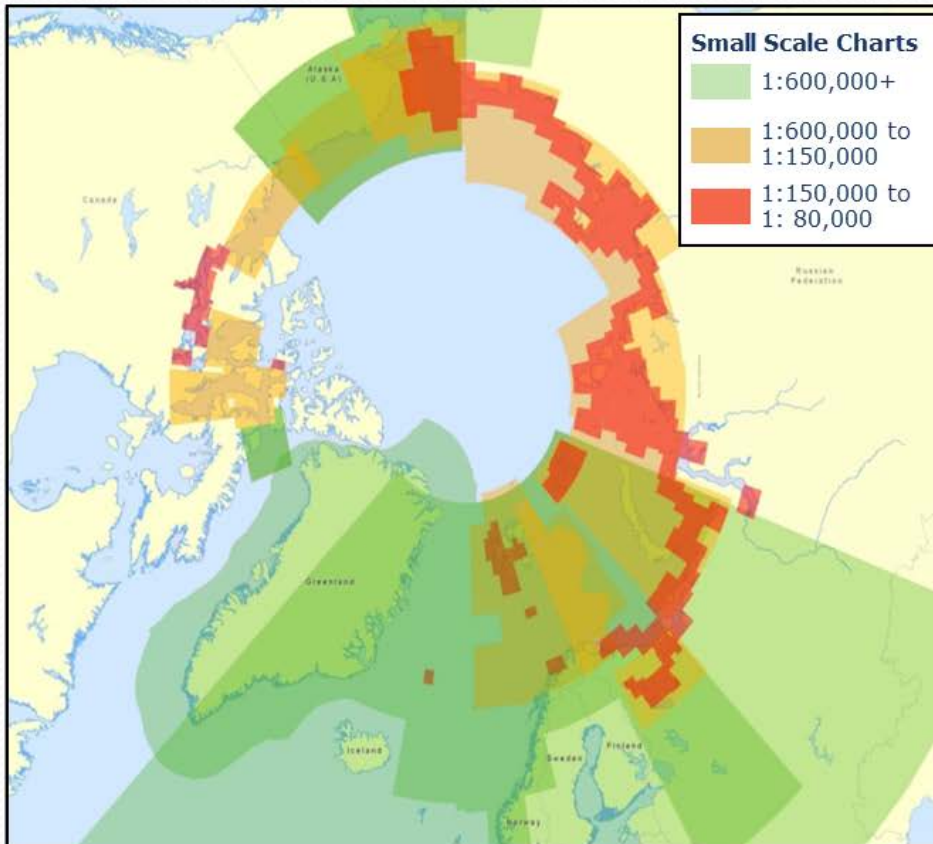 Small Scale Charts
1:600,000+
1:600,000 to
1:150,000
1:150,000 to
1: 80,000
Alaska
(U.S.A)
Canada
Russian
Federation
Greenland
Iceland
Finland
Sweden
Norway